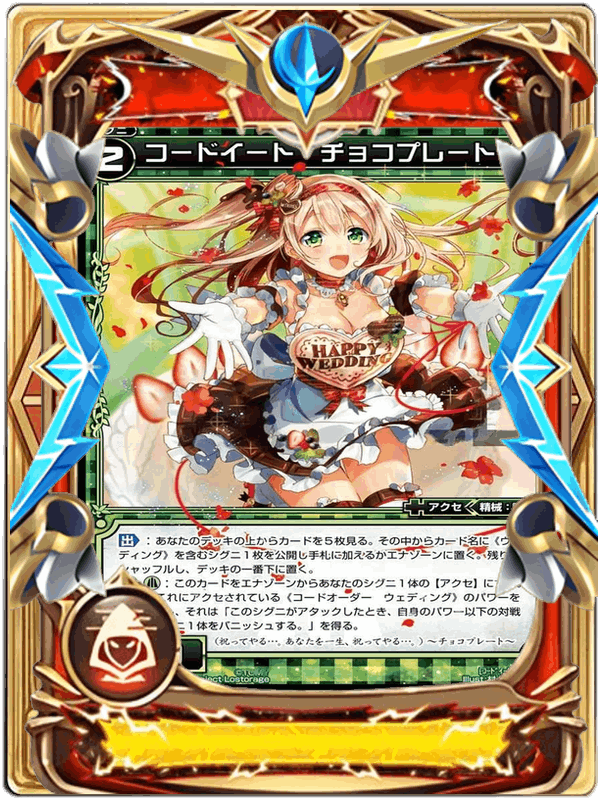 2
コードイート チョコプレート
HAPPY
WEDDING
アクセ 精械:
出:あなたのデッキの上からカードを5枚見る。その中からカード名に《ウ
ディング》を含むシグニ1枚を公開し手札に加えるかエナゾーンに置く。残り
シャッフルし、デッキの一番下に置く。
:このカードをエナゾーンからあなたのシグニ1体の【アクセ】に
これにアクセされている《コードオーダー ウェディング》のパワーを
、それは「このシグニがアタックしたとき、自身のパワー以下の対戦
ニ1体をバニッシュする。」を得る。
(祝ってやる…。あなたを一生、祝ってやる…。)~チョコプレート~
ect Lostorage